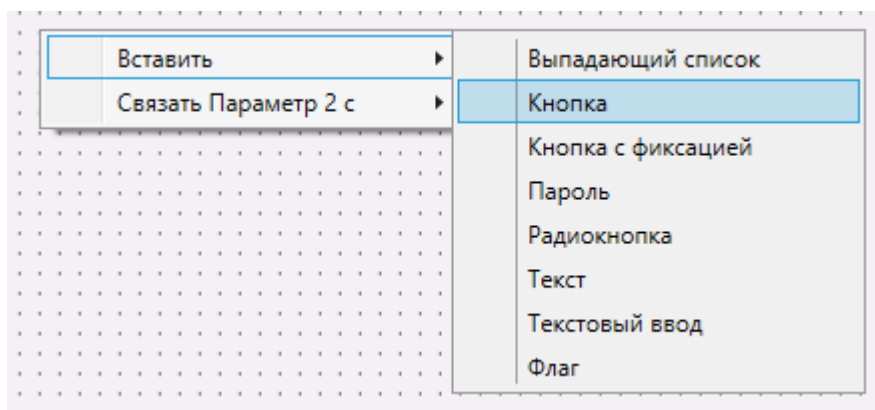 Вставить
Связать Параметр 2 с
Выпадающий список
Кнопка
Кнопка с фиксацией
Пароль
Радиокнопка
Текст
Текстовый ввод
Флаг